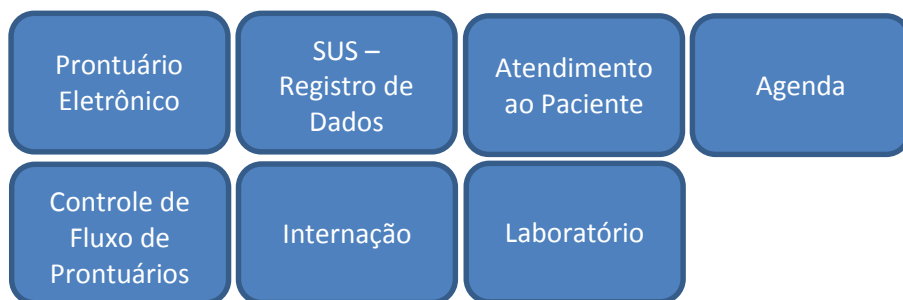 Prontuário
Eletrônico
SUS –
Registro de
Dados
Atendimento
ao Paciente
Agenda
Controle de
Fluxo de
Prontuários
Internação
Laboratório